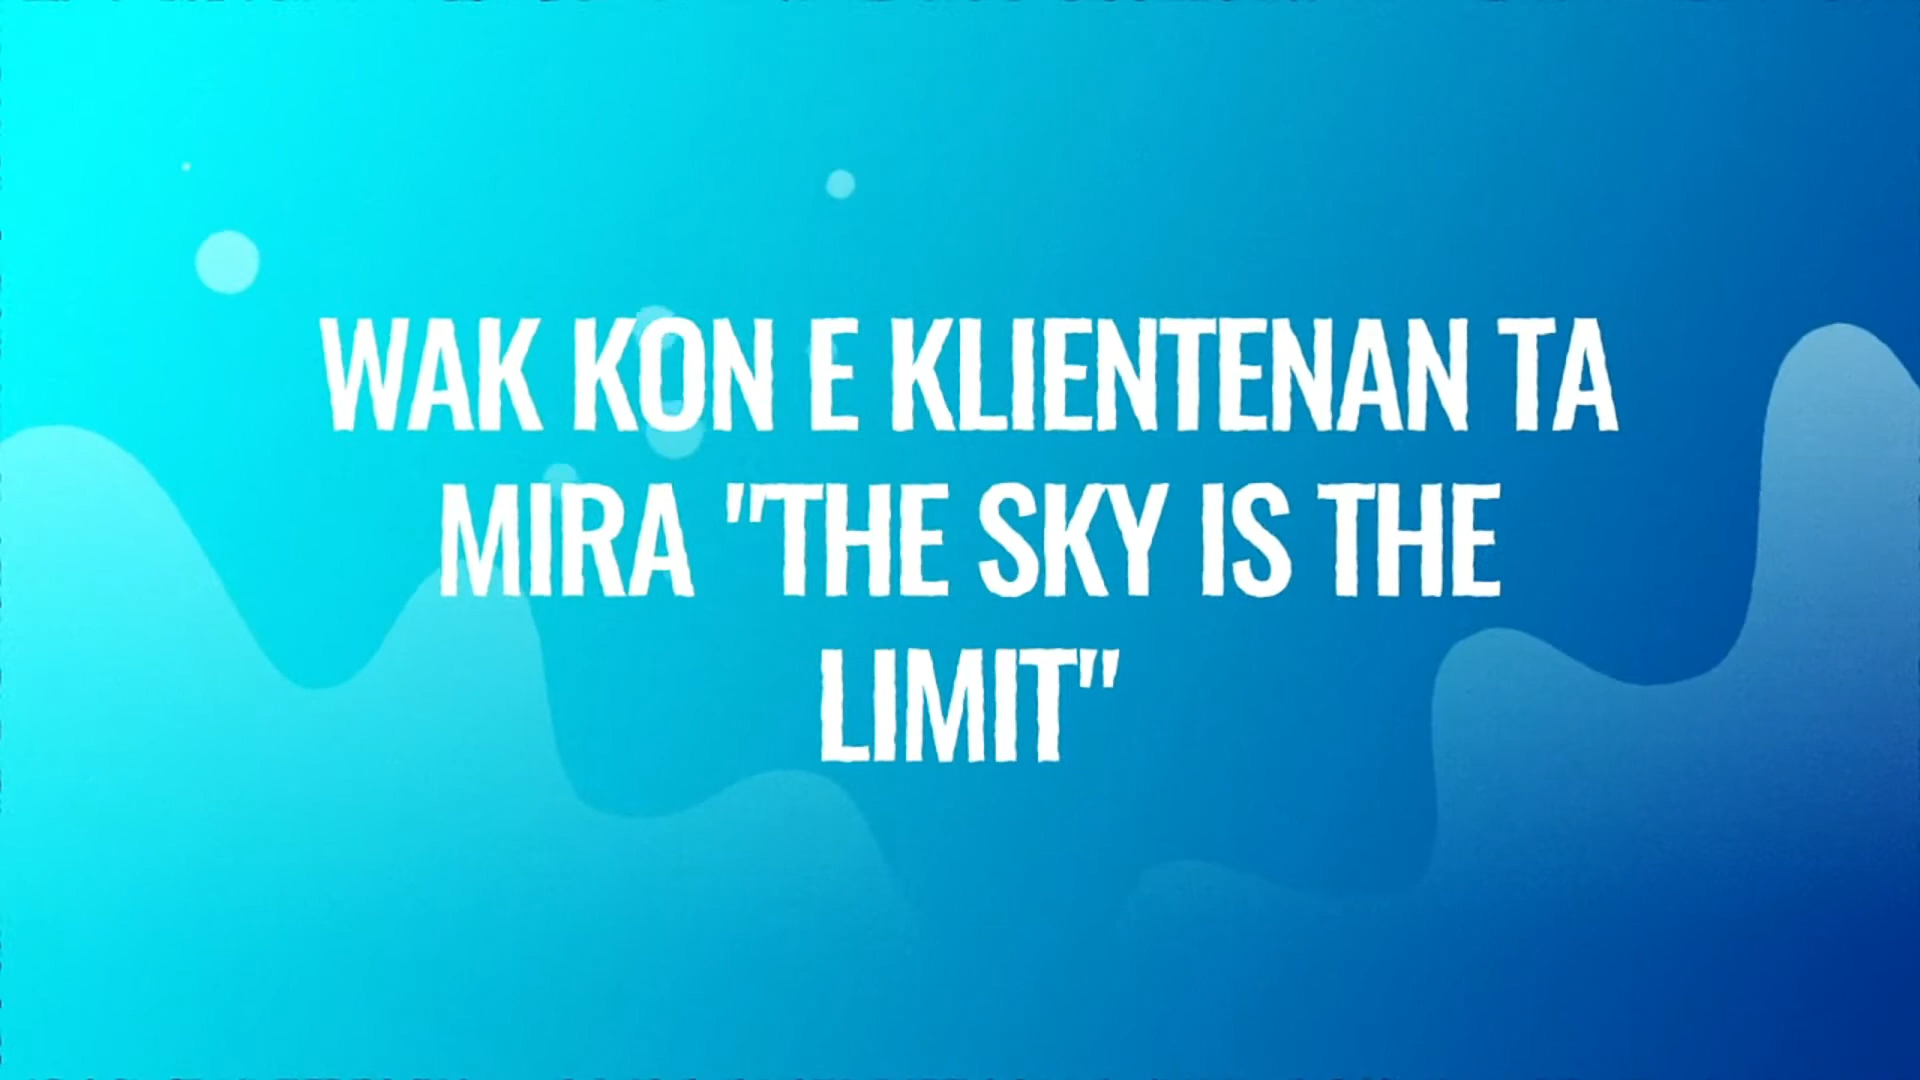 WAK KON E KLIENTENAN TA
MIRA "THE SKY IS THE
LIMIT"